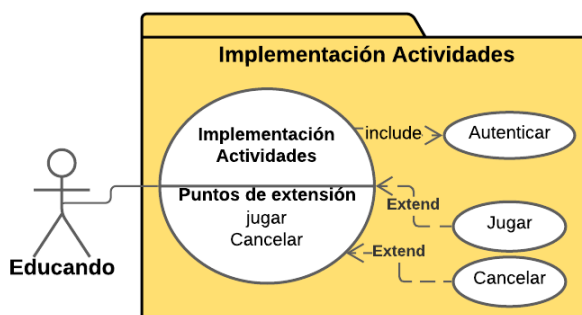 Implementación Actividades
Implementación
Actividades
include
Autenticar
Puntos de extensión
jugar
Cancelar
Extend
Jugar
Extend
Cancelar
Educando